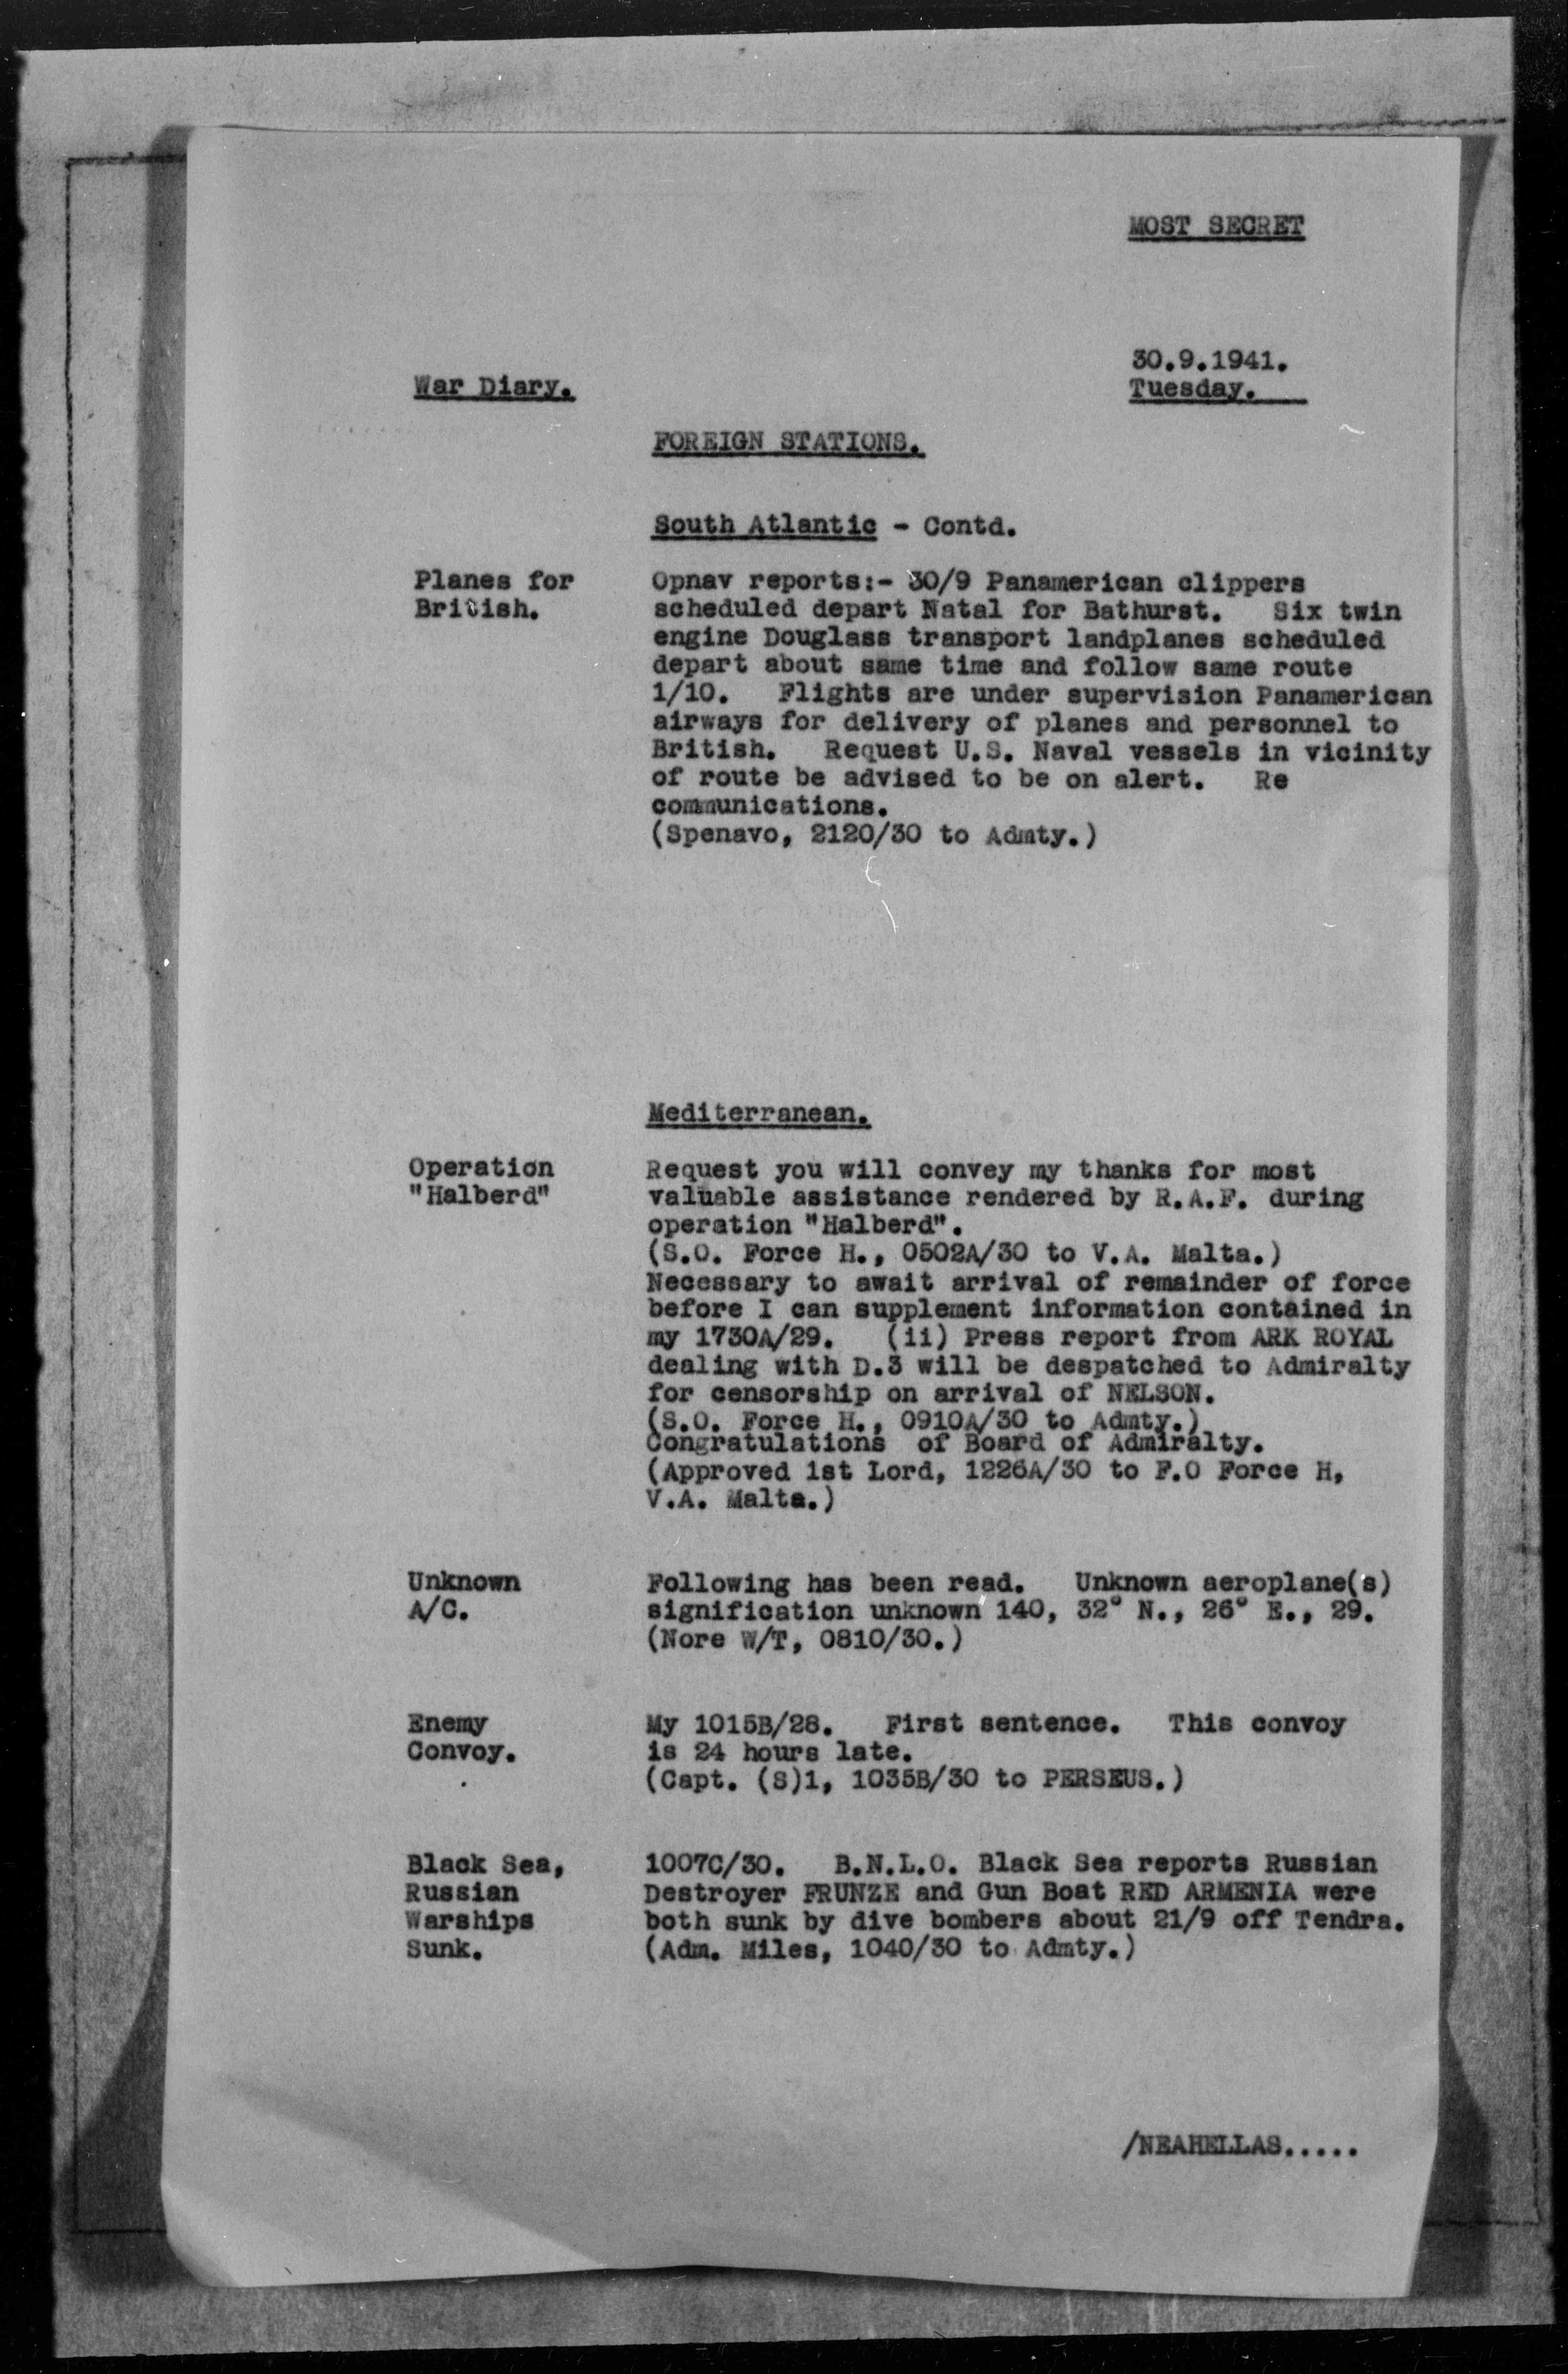 MOST SECRET
30.9.1941.
War Diary.
Tuesday.
FOREIGN STATIONS.
South Atlantic - Contd.
Planes for British.
Opnav reports:- 30/9 Panamerican clippers
scheduled depart Natal for Bathurst. Six twin
engine Douglass transport landplanes scheduled
depart about same time and follow same route
1/10. Flights are under supervision Panamerican
airways for delivery of planes and personnel to
British. Request U.S. Naval vessels in vicinity
of route be advised to be on alert. Re
communications.
(Spenavo, 2120/30 to Admty.)
Mediterranean.
Operation
"Halberd"
Request you will convey my thanks for most
valuable assistance rendered by R.A.F. during
operation "Halberd".
(S.O. Force H., 0502A/30 to V.A. Malta.)
Necessary to await arrival of remainder of force
before I can supplement information contained in
my 1730A/29. (ii) Press report from ARK ROYAL
dealing with D.3 will be despatched to Admiralty
for censorship on arrival of NELSON.
(S.O. Force H., 0910A/30 to Admty.)
Congratulations of Board of Admiralty.
(Approved 1st Lord, 1226A/30 to F.O Force H,
V.A. Malta.)
Unknown
A/C.
Following has been read. Unknown aeroplane(s)
signification unknown 140, 32° N., 26° E., 29.
(Nore W/T, 0810/30.)
Enemy
Convoy.
My 1015B/28. First sentence. This convoy
is 24 hours late.
(Capt. (S)1, 1035B/30 to PERSEUS.)
Black Sea,
Russian
Warships
Sunk.
1007C/30. B.N.L.O. Black Sea reports Russian
Destroyer FRUNZE and Gun Boat RED ARMENIA were
both sunk by dive bombers about 21/9 off Tendra.
(Adm. Miles, 1040/30 to Admty.)
/NEAHELLAS.....